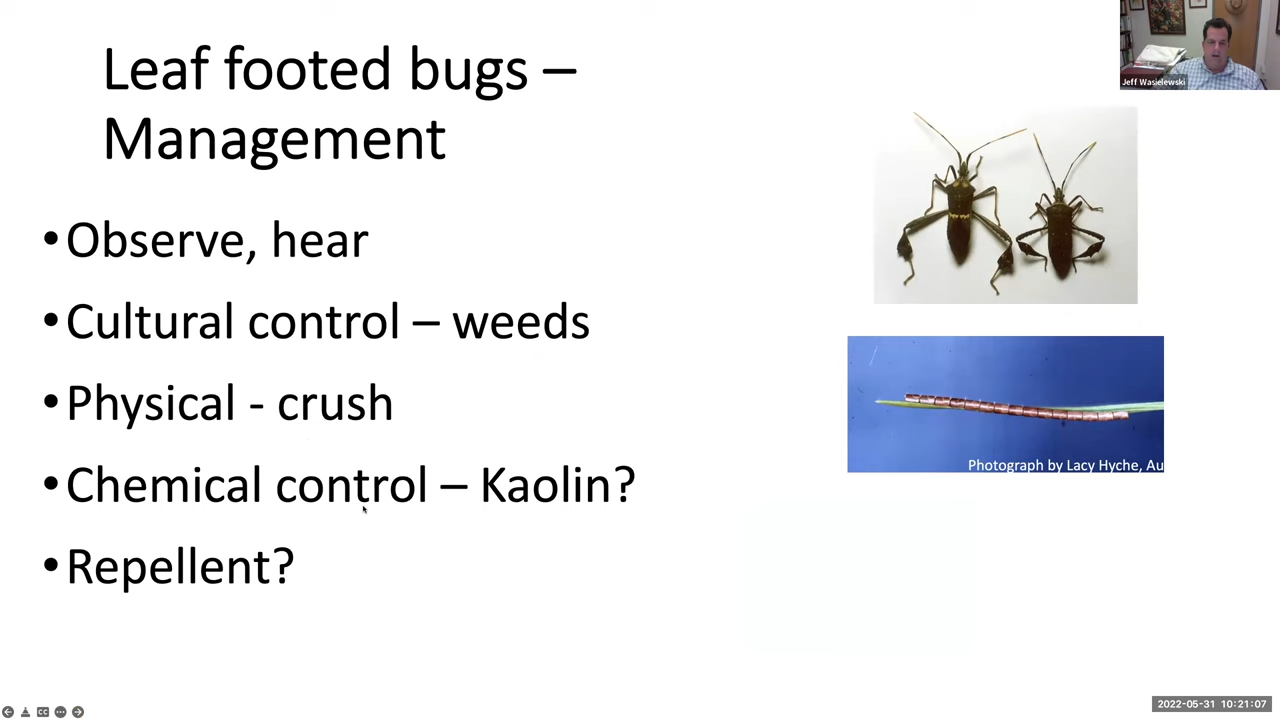 Leaf footed bugs –
Management
•Observe, hear
•Cultural control – weeds
•Physical - crush
•Chemical control – Kaolin?
•Repellent?
Jeff Wasielewski
Photograph by Lacy Hyche, Au
CC
2022-05-31 10:21:07